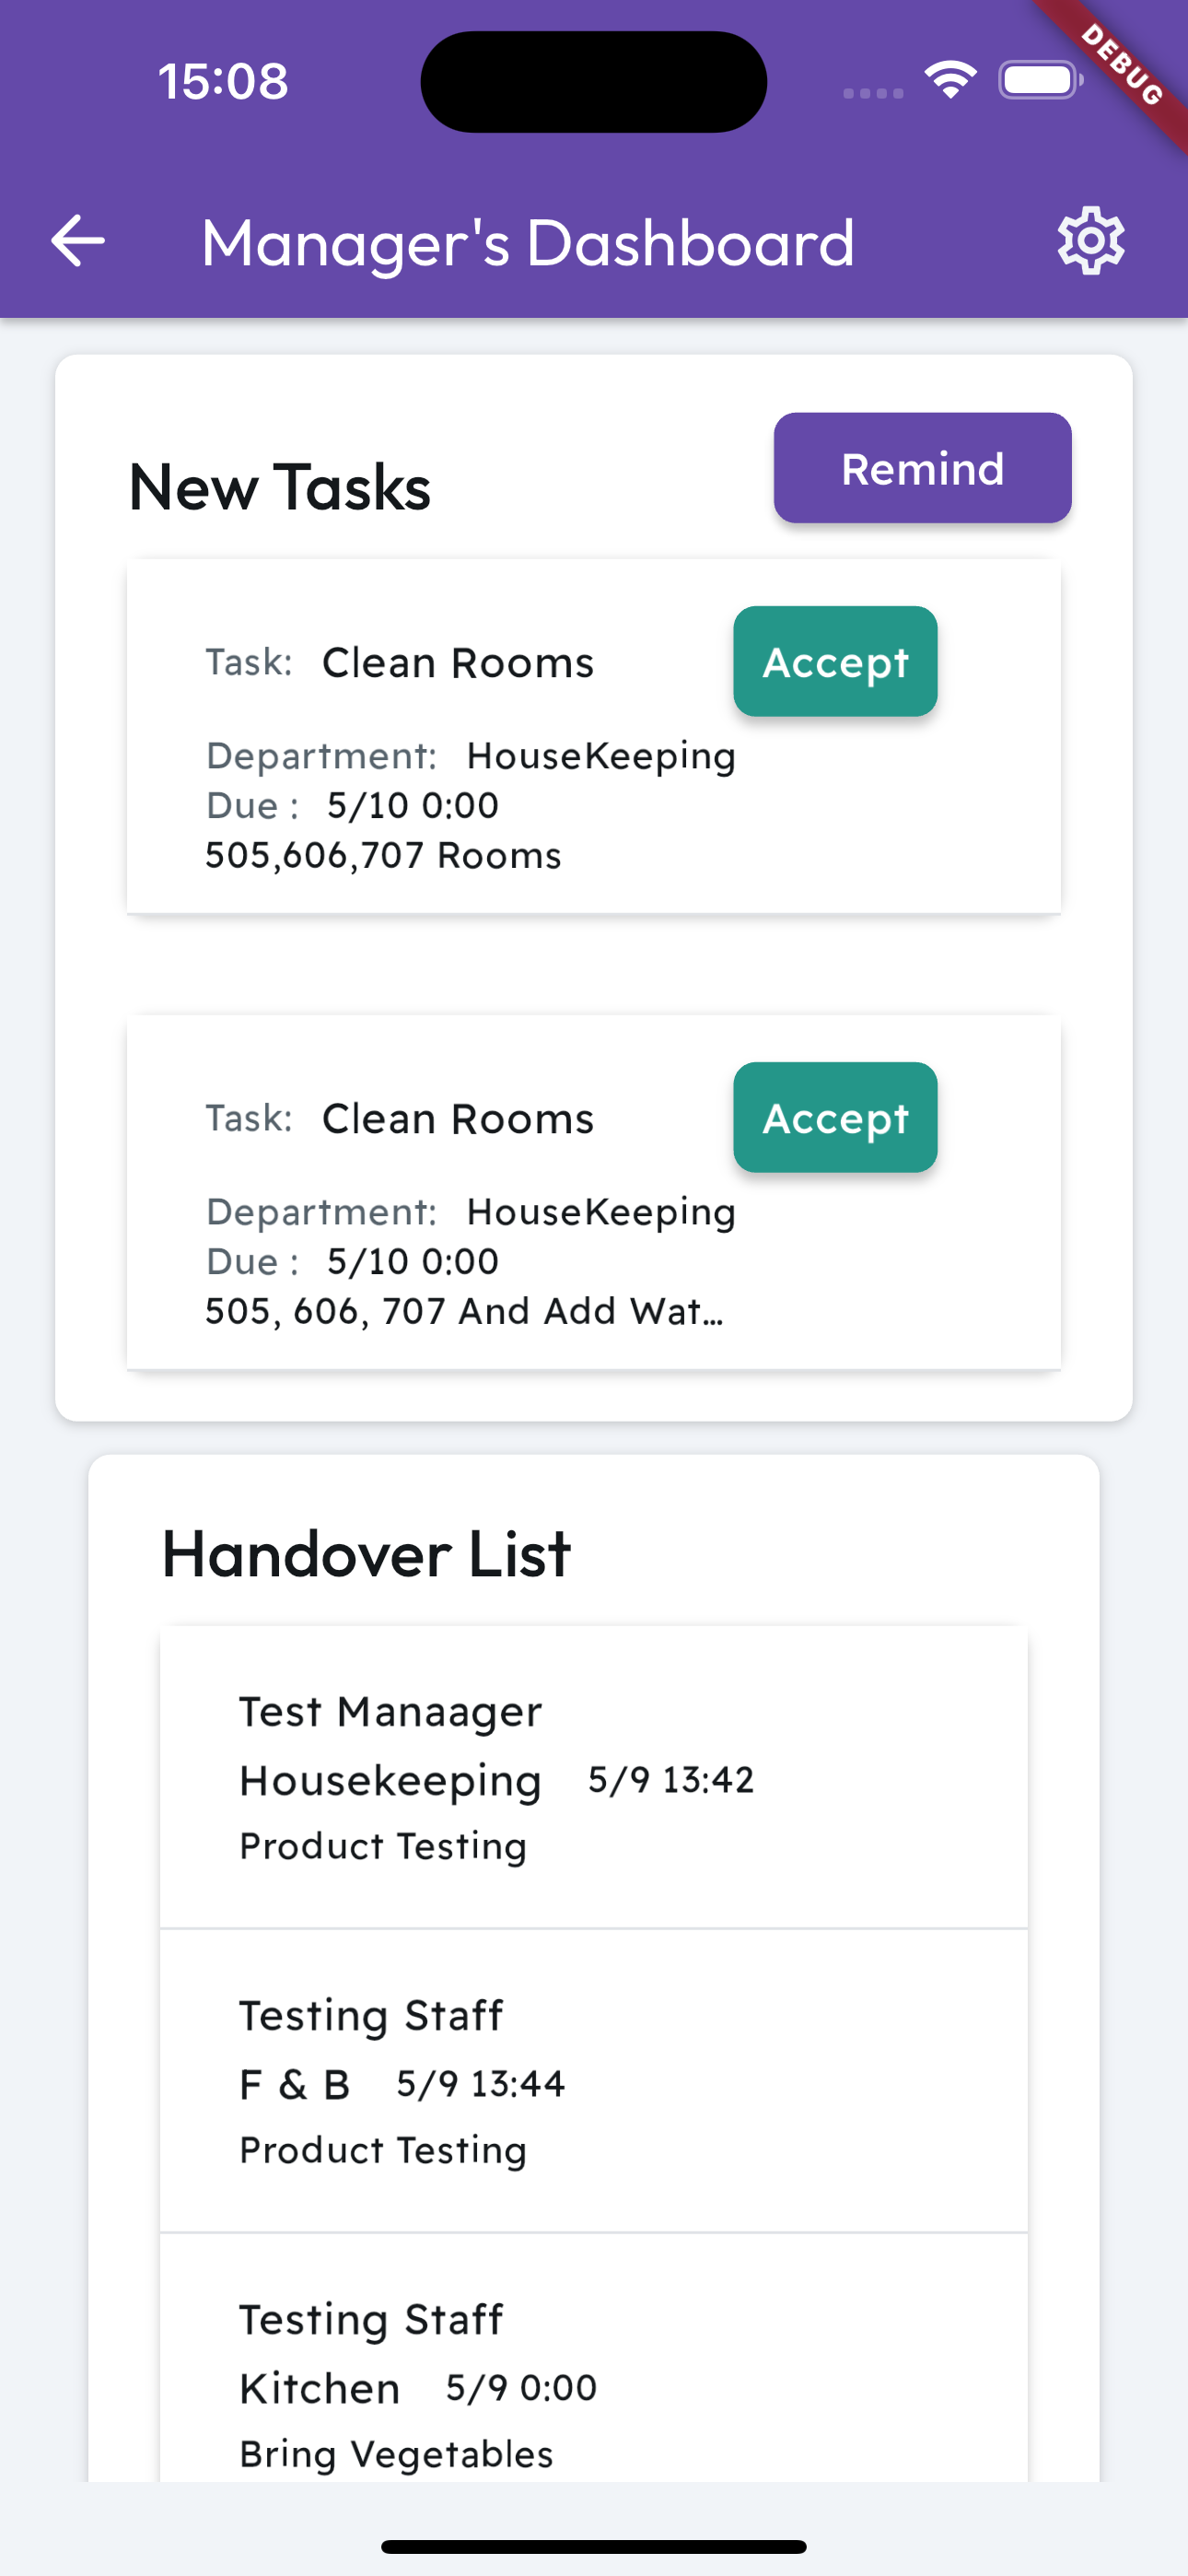 15:08
DEBUG
Manager's Dashboard
New Tasks
Remind
Task: Clean Rooms
Accept
Department: HouseKeeping
Due : 5/10 0:00
505,606,707 Rooms
Task: Clean Rooms
Accept
Department: HouseKeeping
Due : 5/10 0:00
505, 606, 707 And Add Wat...
Handover List
Test Manaager
Housekeeping 5/9 13:42
Product Testing
Testing Staff
F & B 5/9 13:44
Product Testing
Testing Staff
Kitchen 5/9 0:00
Bring Vegetables